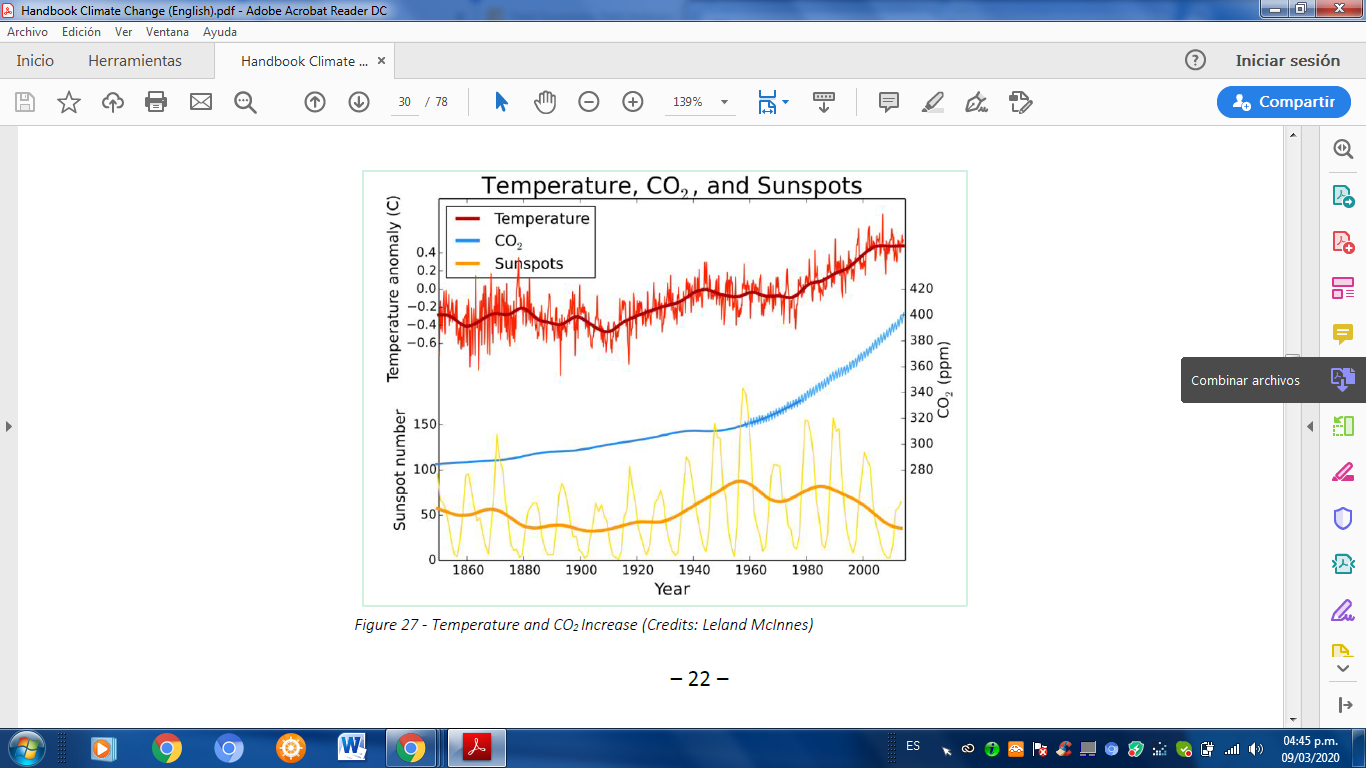 Handbook Climate Change (English).pdf - Adobe Acrobat Reader DC
Archivo Edición Ver Ventana Ayuda
Inicio Herramientas Handbook Climate ... × Iniciar sesión
30 / 78 139% Compartir
Temperature, CO₂, and Sunspots
Temperature anomaly (C)
Temperature
CO₂
Sunspots
0.4
0.2
0.0
−0.2
−0.4
−0.6
420
400
380
360
340
320
300
280
CO₂ (ppm)
Sunspot number
150
100
50
0
1860 1880 1900 1920 1940 1960 1980 2000
Year
Figure 27 - Temperature and CO₂ Increase (Credits: Leland McInnes)
– 22 –
Combinar archivos
ES
04:45 p.m.
09/03/2020